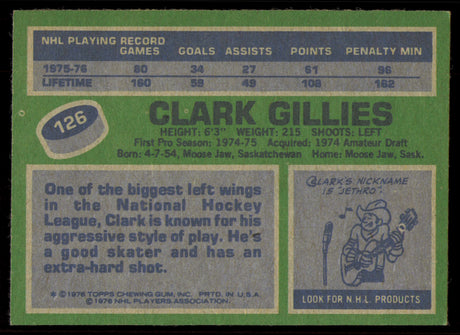 NHL PLAYING RECORD
GAMES GOALS ASSISTS POINTS PENALTY MIN
1975-76 80 34 27 61 96
LIFETIME 160 59 49 108 162
126
CLARK GILLIES
HEIGHT: 6'3" WEIGHT: 215 SHOOTS: LEFT
First Pro Season: 1974-75 Acquired: 1974 Amateur Draft
Born: 4-7-54, Moose Jaw, Saskatchewan Home: Moose Jaw, Sask.
One of the biggest left wings
in the National Hockey
League, Clark is known for his
aggressive style of play. He's
a good skater and has an
extra-hard shot.
* © 1976 TOPPS CHEWING GUM, INC. PRTD. IN U.S.A.
© 1976 NHL PLAYERS ASSOCIATION.
CLARK'S NICKNAME
IS "JETHRO".
LOOK FOR N.H.L. PRODUCTS